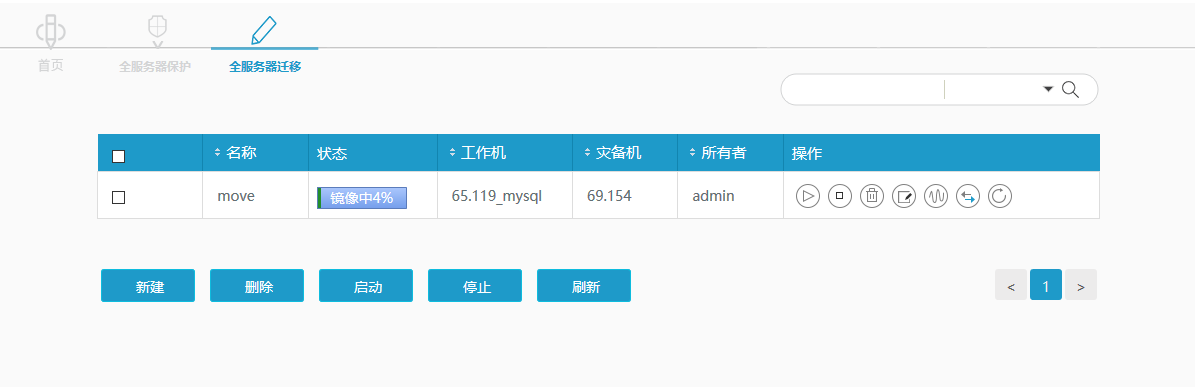 首页
全服务器保护
全服务器迁移
名称 状态 工作机 灾备机 所有者 操作
move 镜像中4% 65.119_mysql 69.154 admin
新建 删除 启动 停止 刷新 < 1 >